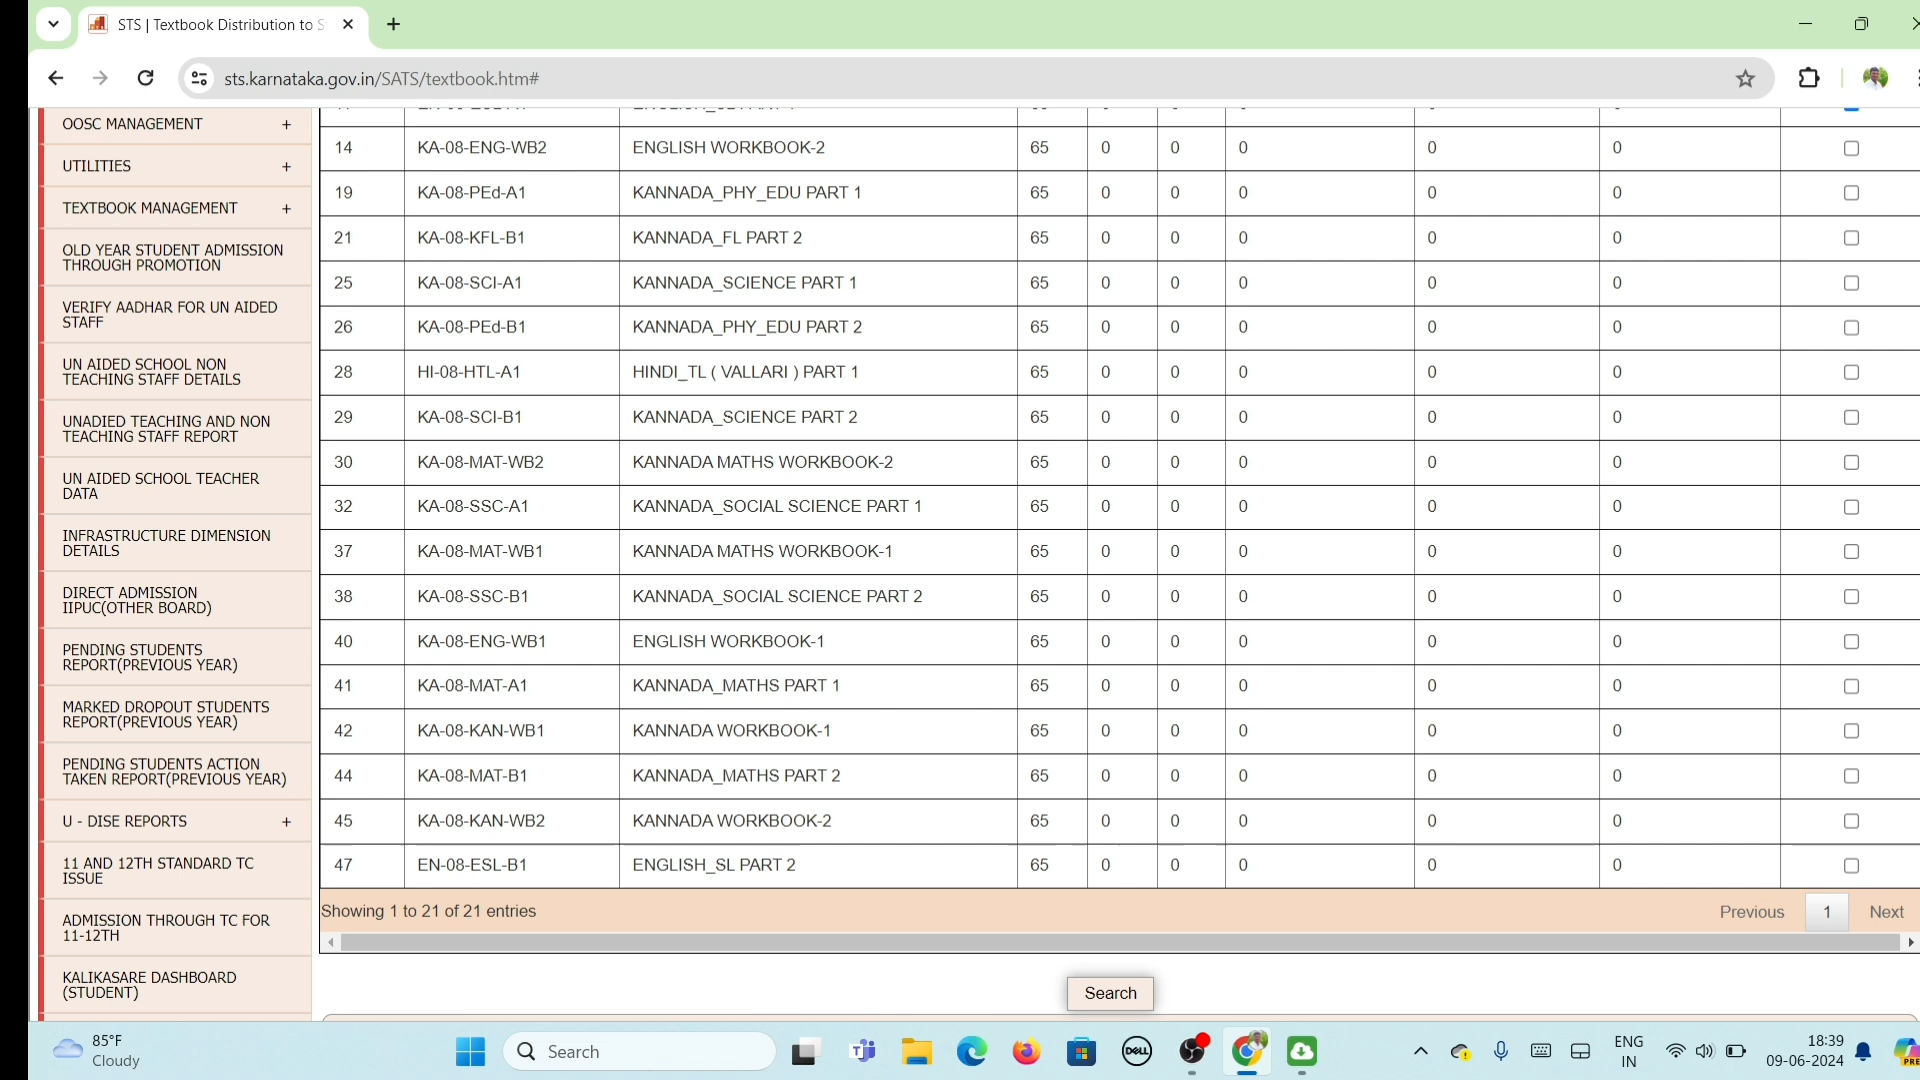 STS | Textbook Distribution to S
sts.karnataka.gov.in/SATS/textbook.htm#
OOSC MANAGEMENT +
UTILITIES +
TEXTBOOK MANAGEMENT +
OLD YEAR STUDENT ADMISSION
THROUGH PROMOTION
VERIFY AADHAR FOR UN AIDED
STAFF
UN AIDED SCHOOL NON
TEACHING STAFF DETAILS
UNADIED TEACHING AND NON
TEACHING STAFF REPORT
UN AIDED SCHOOL TEACHER
DATA
INFRASTRUCTURE DIMENSION
DETAILS
DIRECT ADMISSION
IIPUC(OTHER BOARD)
PENDING STUDENTS
REPORT(PREVIOUS YEAR)
MARKED DROPOUT STUDENTS
REPORT(PREVIOUS YEAR)
PENDING STUDENTS ACTION
TAKEN REPORT(PREVIOUS YEAR)
U - DISE REPORTS +
11 AND 12TH STANDARD TC
ISSUE
ADMISSION THROUGH TC FOR
11-12TH
KALIKASARE DASHBOARD
(STUDENT)
14 KA-08-ENG-WB2 ENGLISH WORKBOOK-2 65 0 0 0 0 0
19 KA-08-PEd-A1 KANNADA_PHY_EDU PART 1 65 0 0 0 0 0
21 KA-08-KFL-B1 KANNADA_FL PART 2 65 0 0 0 0 0
25 KA-08-SCI-A1 KANNADA_SCIENCE PART 1 65 0 0 0 0 0
26 KA-08-PEd-B1 KANNADA_PHY_EDU PART 2 65 0 0 0 0 0
28 HI-08-HTL-A1 HINDI_TL ( VALLARI ) PART 1 65 0 0 0 0 0
29 KA-08-SCI-B1 KANNADA_SCIENCE PART 2 65 0 0 0 0 0
30 KA-08-MAT-WB2 KANNADA MATHS WORKBOOK-2 65 0 0 0 0 0
32 KA-08-SSC-A1 KANNADA_SOCIAL SCIENCE PART 1 65 0 0 0 0 0
37 KA-08-MAT-WB1 KANNADA MATHS WORKBOOK-1 65 0 0 0 0 0
38 KA-08-SSC-B1 KANNADA_SOCIAL SCIENCE PART 2 65 0 0 0 0 0
40 KA-08-ENG-WB1 ENGLISH WORKBOOK-1 65 0 0 0 0 0
41 KA-08-MAT-A1 KANNADA_MATHS PART 1 65 0 0 0 0 0
42 KA-08-KAN-WB1 KANNADA WORKBOOK-1 65 0 0 0 0 0
44 KA-08-MAT-B1 KANNADA_MATHS PART 2 65 0 0 0 0 0
45 KA-08-KAN-WB2 KANNADA WORKBOOK-2 65 0 0 0 0 0
47 EN-08-ESL-B1 ENGLISH_SL PART 2 65 0 0 0 0 0
Showing 1 to 21 of 21 entries Previous 1 Next
Search
85°F
Cloudy
Search
DELL
ENG
IN
18:39
09-06-2024
PRE